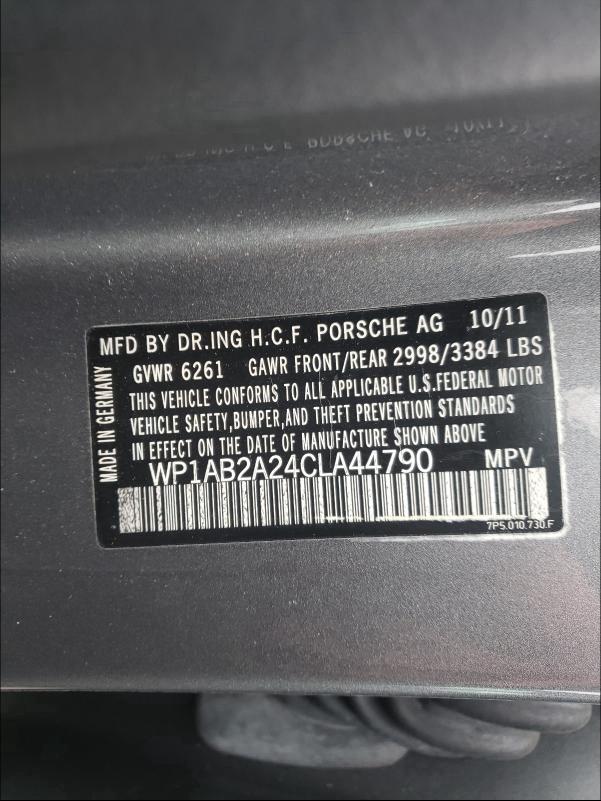 MFD BY DR.ING H.C.F. PORSCHE AG 10/11
GVWR 6261 GAWR FRONT/REAR 2998/3384 LBS
THIS VEHICLE CONFORMS TO ALL APPLICABLE U.S.FEDERAL MOTOR
VEHICLE SAFETY,BUMPER,AND THEFT PREVENTION STANDARDS
IN EFFECT ON THE DATE OF MANUFACTURE SHOWN ABOVE
WP1AB2A24CLA44790 MPV
7P5.010.730.F
MADE IN GERMANY